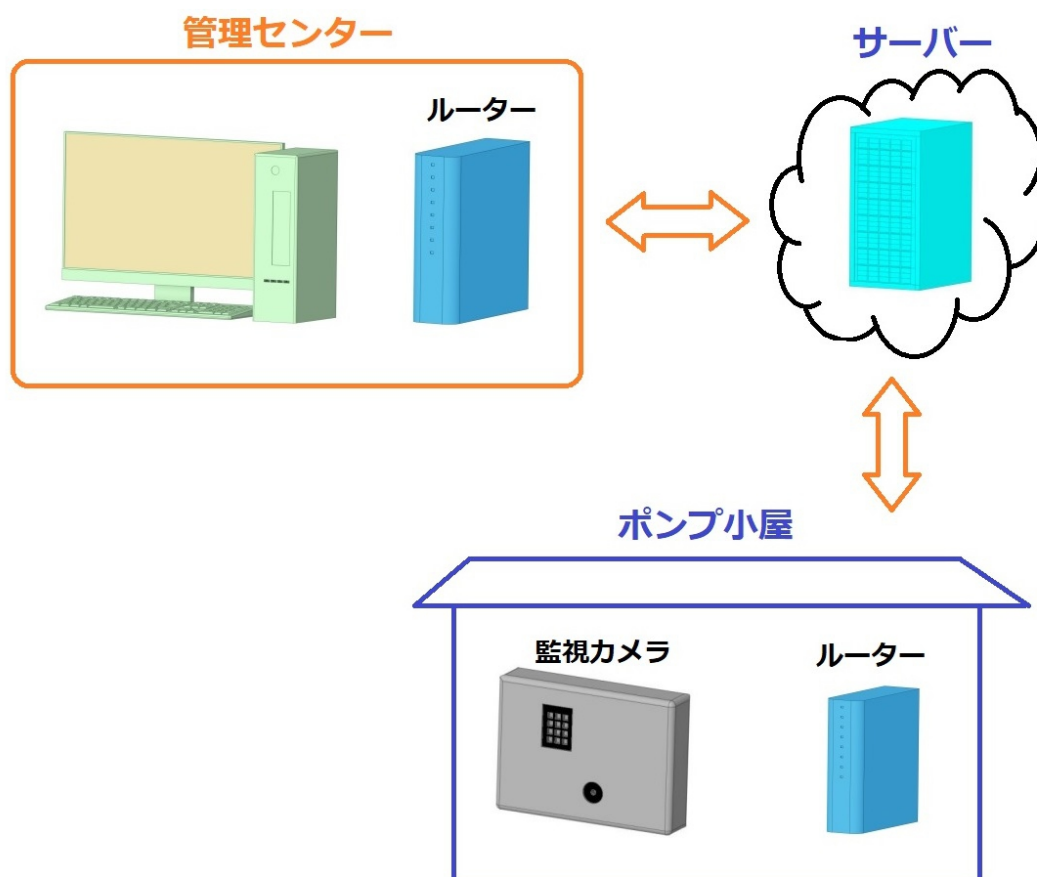 管理センター
サーバー
ルーター
ポンプ小屋
監視カメラ
ルーター